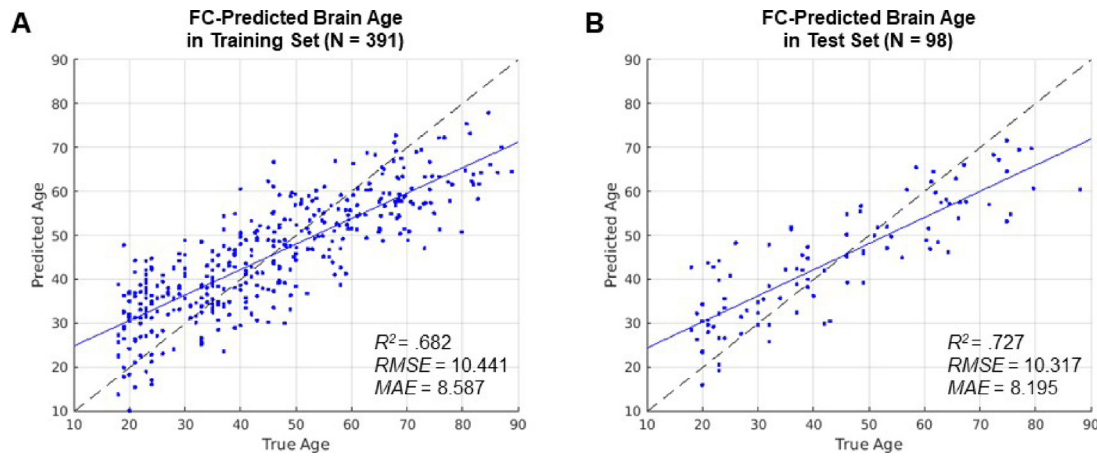 A
FC-Predicted Brain Age
in Training Set (N = 391)
90
80
70
60
50
40
30
20
10
Predicted Age
R² = .682
RMSE = 10.441
MAE = 8.587
10 20 30 40 50 60 70 80 90
True Age
B
FC-Predicted Brain Age
in Test Set (N = 98)
90
80
70
60
50
40
30
20
10
Predicted Age
R² = .727
RMSE = 10.317
MAE = 8.195
10 20 30 40 50 60 70 80 90
True Age